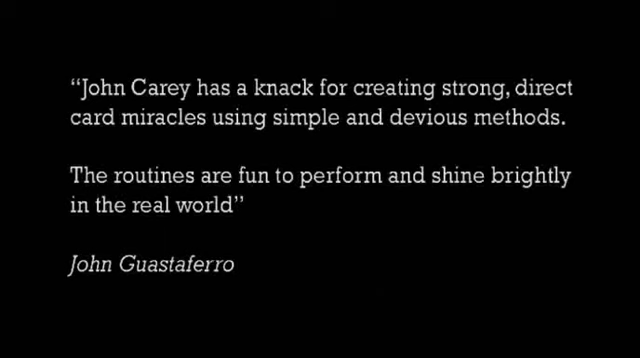 “John Carey has a knack for creating strong, direct
card miracles using simple and devious methods.
The routines are fun to perform and shine brightly
in the real world”
John Guastaferro